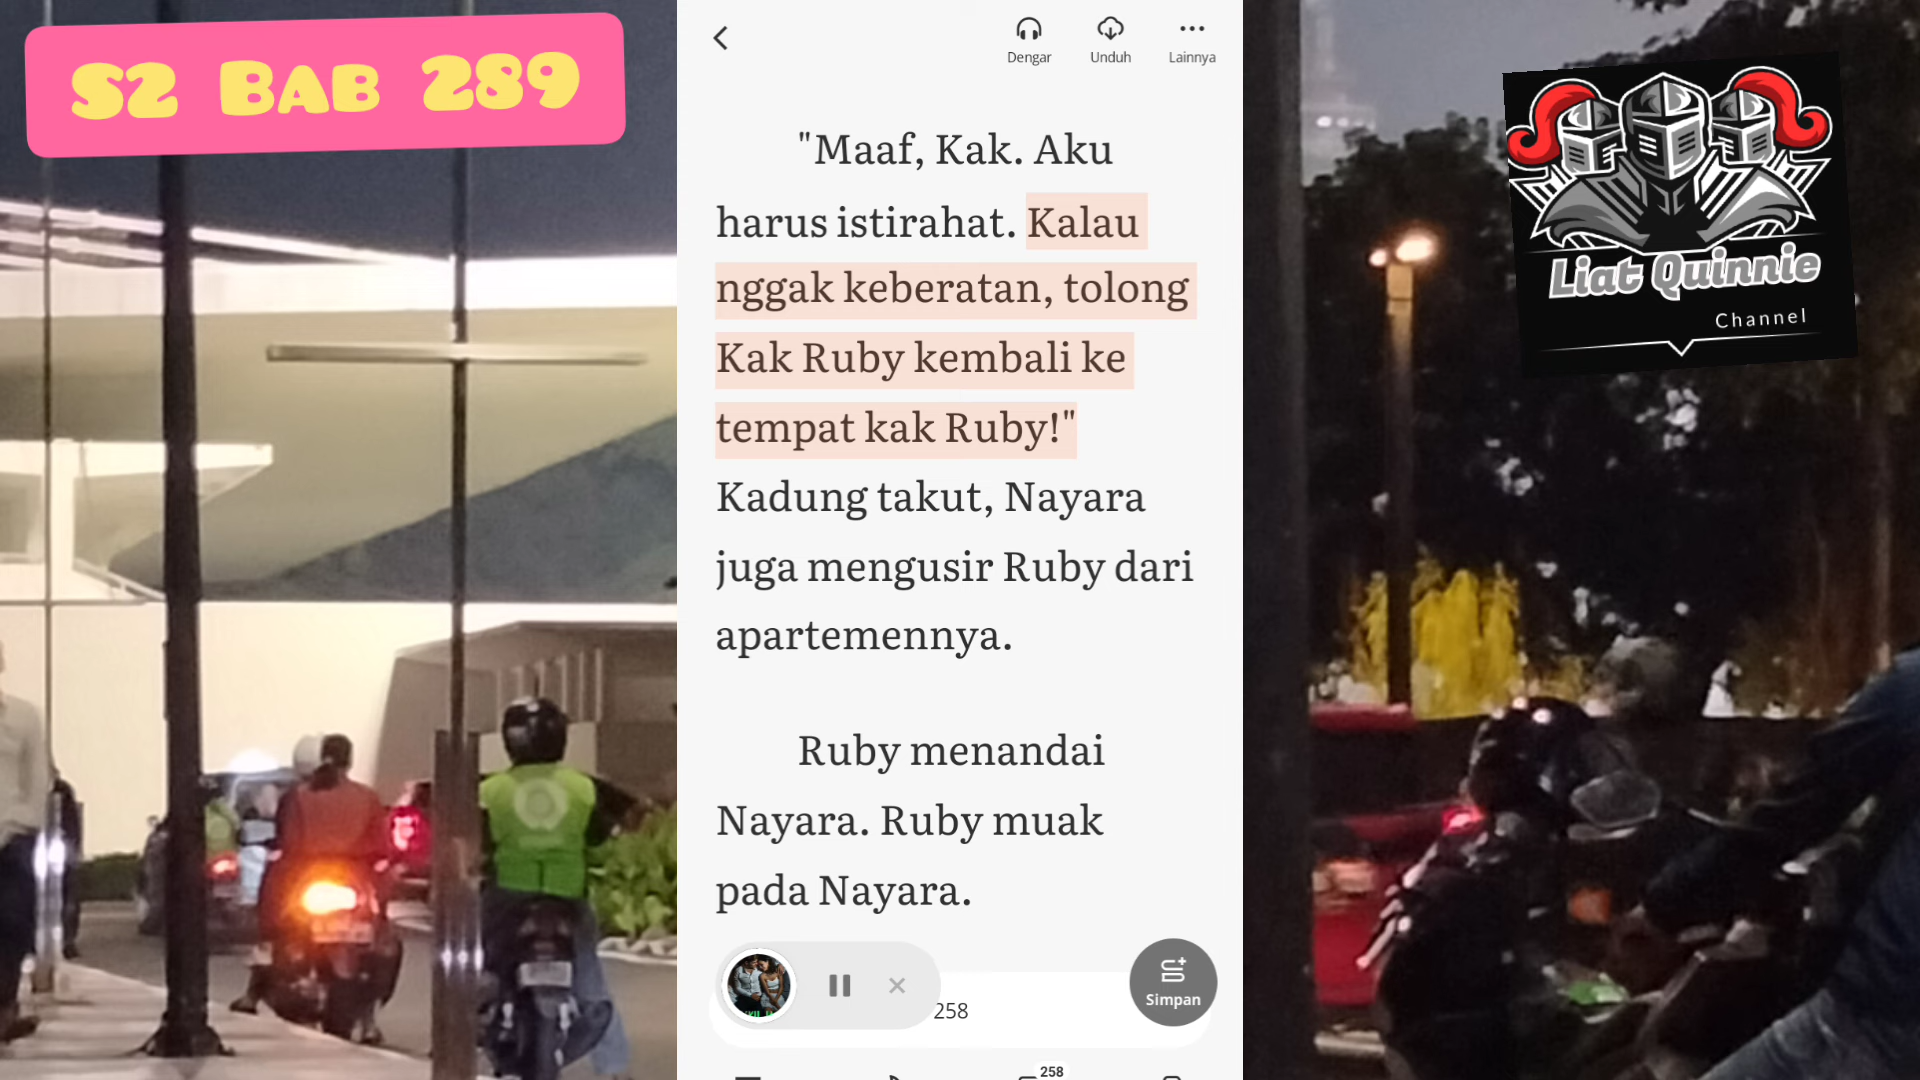 S2 BAB 289
Dengar
Unduh
Lainnya
"Maaf, Kak. Aku
harus istirahat. Kalau
nggak keberatan, tolong
Kak Ruby kembali ke
tempat kak Ruby!"
Kadung takut, Nayara
juga mengusir Ruby dari
apartemennya.
Ruby menandai
Nayara. Ruby muak
pada Nayara.
258
Simpan
258
Liat Quinnie
Channel